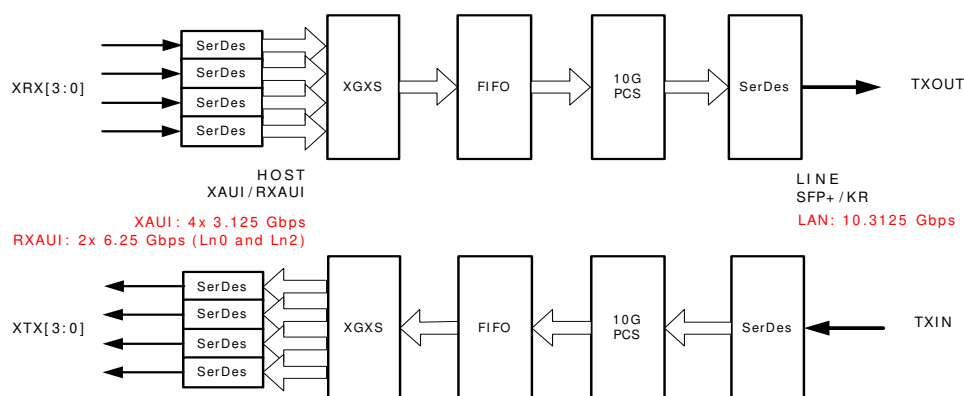 SerDes
SerDes
SerDes
SerDes
XRX[3:0]
XGXS
FIFO
10G
PCS
SerDes
TXOUT
HOST
XAUI/RXAUI
XAUI: 4x 3.125 Gbps
RXAUI: 2x 6.25 Gbps (Ln0 and Ln2)
LINE
SFP+/KR
LAN: 10.3125 Gbps
SerDes
SerDes
SerDes
SerDes
XTX[3:0]
XGXS
FIFO
10G
PCS
SerDes
TXIN